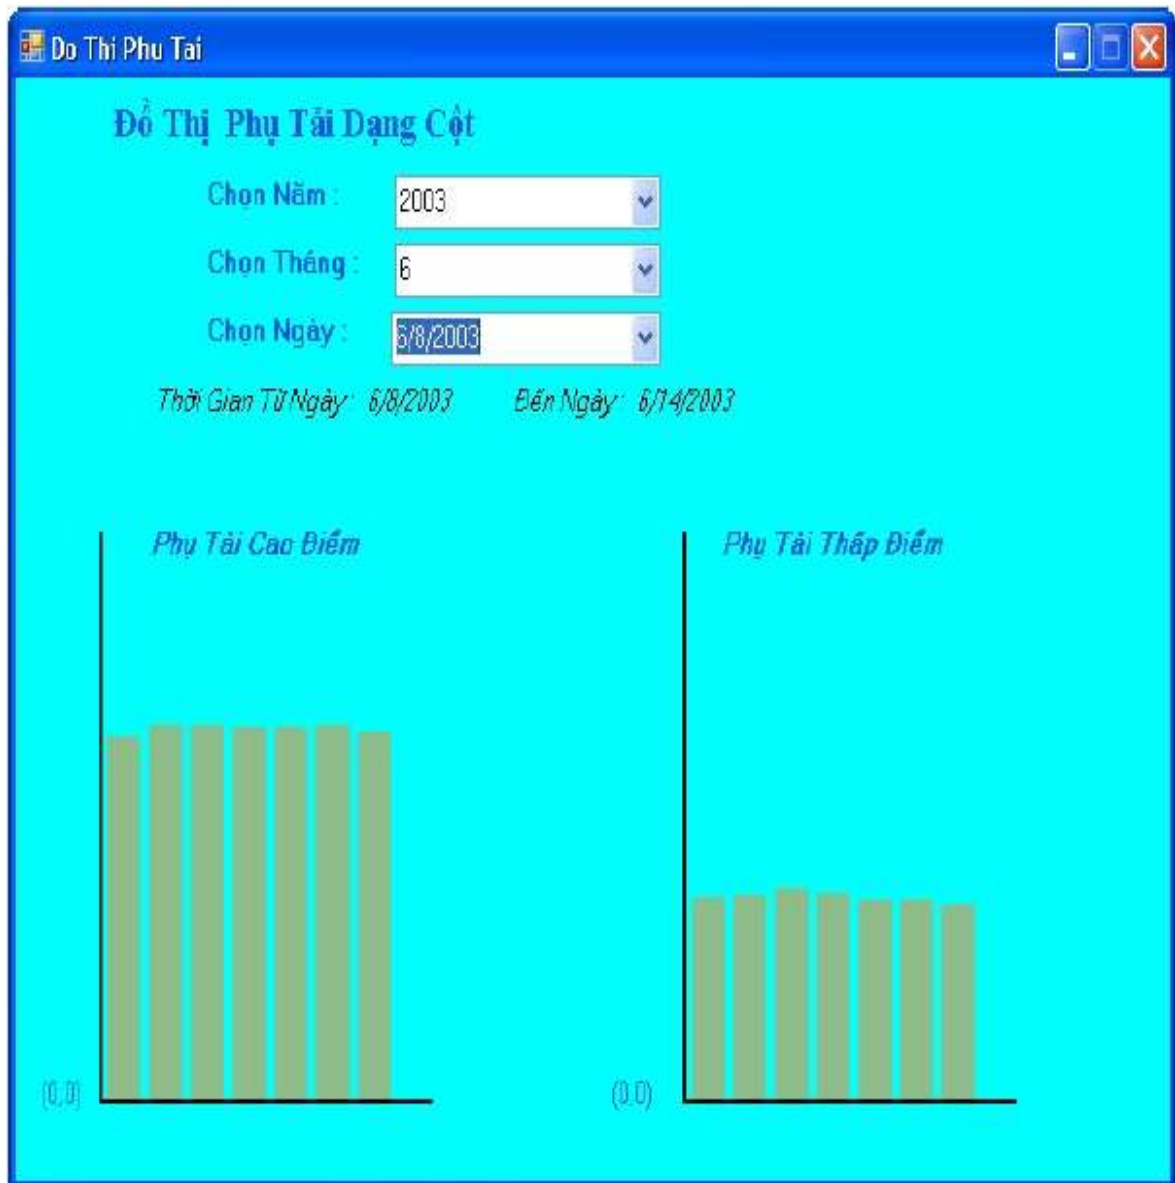 Do Thi Phu Tai
Đồ Thị Phụ Tải Dạng Cột
Chọn Năm : 2003
Chọn Tháng : 6
Chọn Ngày : 6/8/2003
Thời Gian Từ Ngày : 6/8/2003 Đến Ngày : 6/14/2003
Phụ Tải Cao Điểm Phụ Tải Thấp Điểm
(0,0) (0,0)